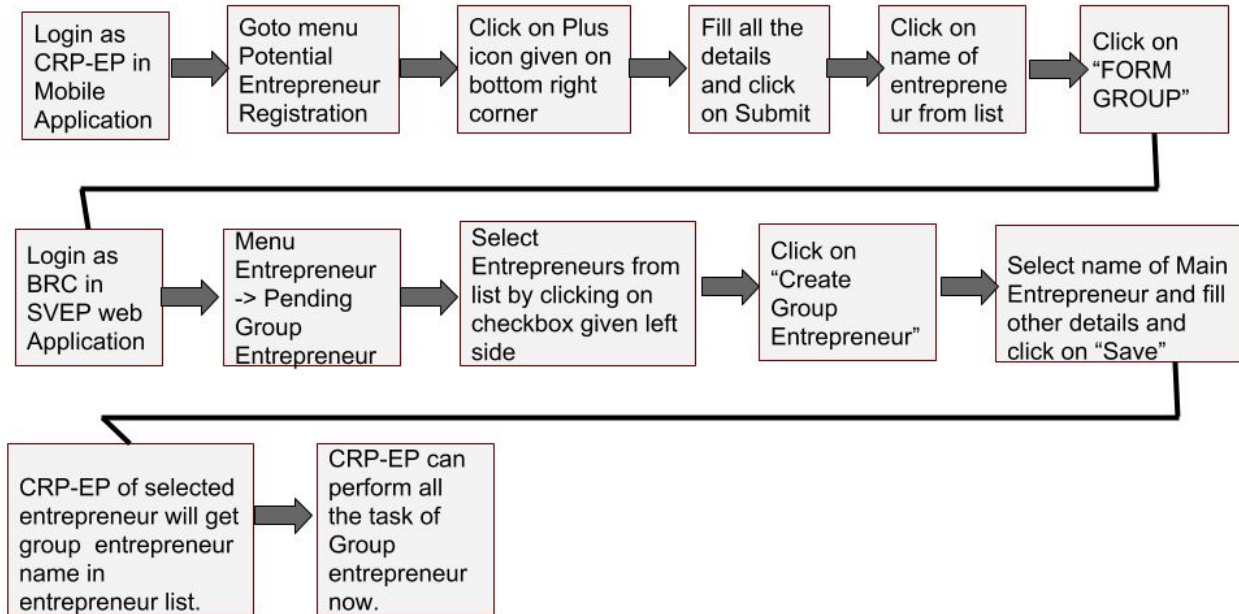 Login as
CRP-EP in
Mobile
Application
Goto menu
Potential
Entrepreneur
Registration
Click on Plus
icon given on
bottom right
corner
Fill all the
details
and click
on Submit
Click on
name of
entreprene
ur from list
Click on
“FORM
GROUP”
Login as
BRC in
SVEP web
Application
Menu
Entrepreneur
-> Pending
Group
Entrepreneur
Select
Entrepreneurs from
list by clicking on
checkbox given left
side
Click on
“Create
Group
Entrepreneur”
Select name of Main
Entrepreneur and fill
other details and
click on “Save”
CRP-EP of selected
entrepreneur will get
group entrepreneur
name in
entrepreneur list.
CRP-EP can
perform all
the task of
Group
entrepreneur
now.